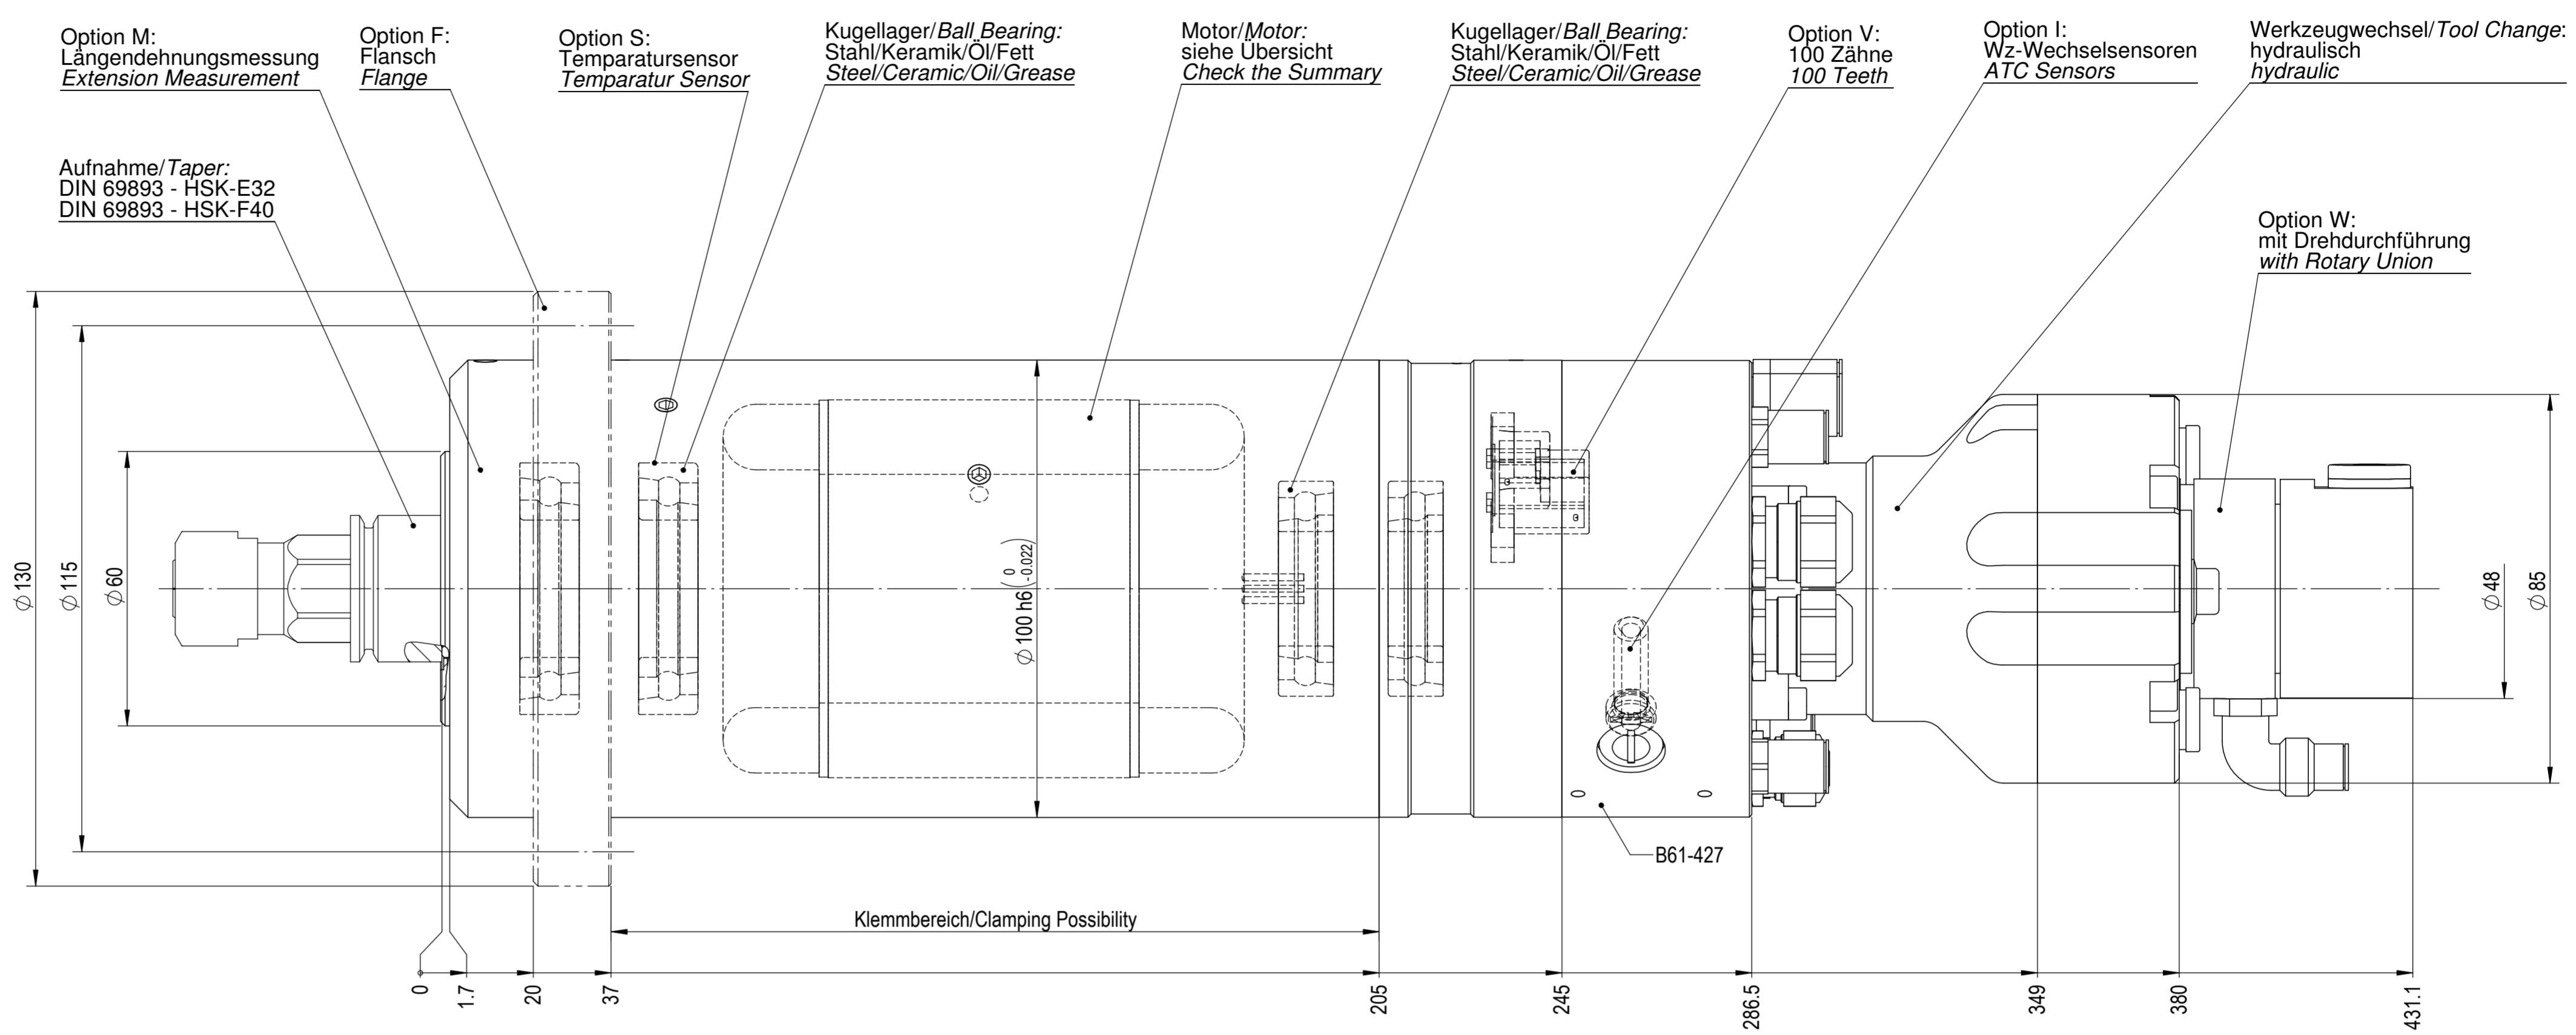 Option M:
Längendehnungsmessung
Extension Measurement
Option F:
Flansch
Flange
Option S:
Temparatursensor
Temparatur Sensor
Kugellager/Ball Bearing:
Stahl/Keramik/Öl/Fett
Steel/Ceramic/Oil/Grease
Motor/Motor:
siehe Übersicht
Check the Summary
Kugellager/Ball Bearing:
Stahl/Keramik/Öl/Fett
Steel/Ceramic/Oil/Grease
Option V:
100 Zähne
100 Teeth
Option I:
Wz-Wechselsensoren
ATC Sensors
Werkzeugwechsel/Tool Change:
hydraulisch
hydraulic
Aufnahme/Taper:
DIN 69893 - HSK-E32
DIN 69893 - HSK-F40
Option W:
mit Drehdurchführung
with Rotary Union
∅130
∅115
∅60
∅100 h6 ( 0 -0.022 )
∅48
∅85
B61-427
Klemmbereich/Clamping Possibility
0
1.7
20
37
205
245
286.5
349
380
431.1